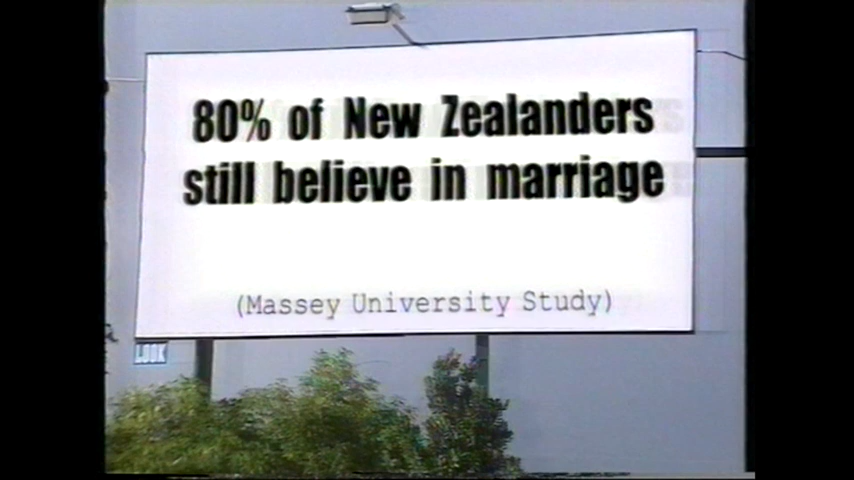 80% of New Zealanders
still believe in marriage
(Massey University Study)
LOOK